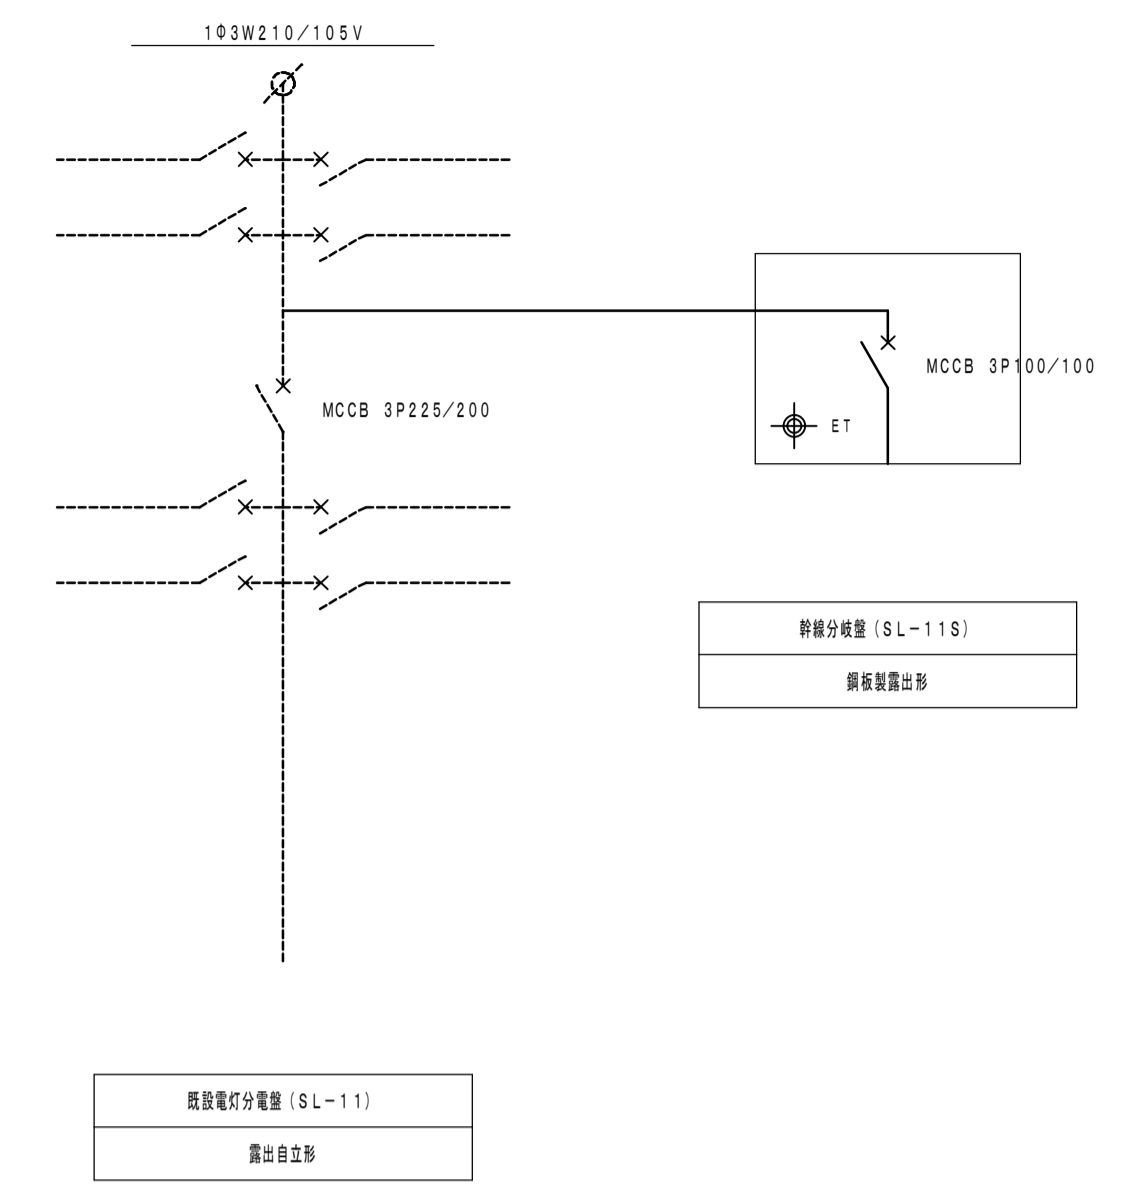 1Φ3W210/105V
MCCB 3P100/100
MCCB 3P225/200
ET
幹線分岐盤(SL-11S)
鋼板製露出形
既設電灯分電盤(SL-11)
露出自立形